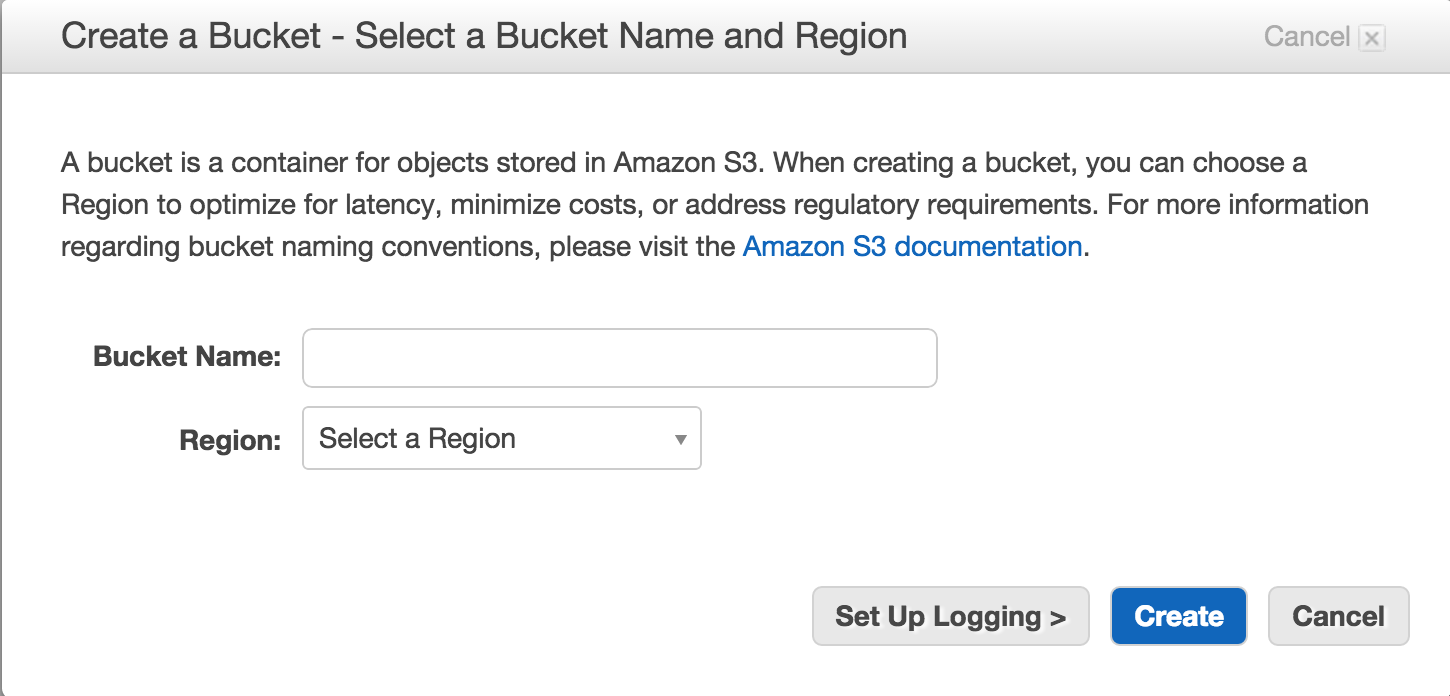 Create a Bucket - Select a Bucket Name and Region
Cancel
A bucket is a container for objects stored in Amazon S3. When creating a bucket, you can choose a
Region to optimize for latency, minimize costs, or address regulatory requirements. For more information
regarding bucket naming conventions, please visit the Amazon S3 documentation.
Bucket Name:
Region:
Select a Region
Set Up Logging >
Create
Cancel